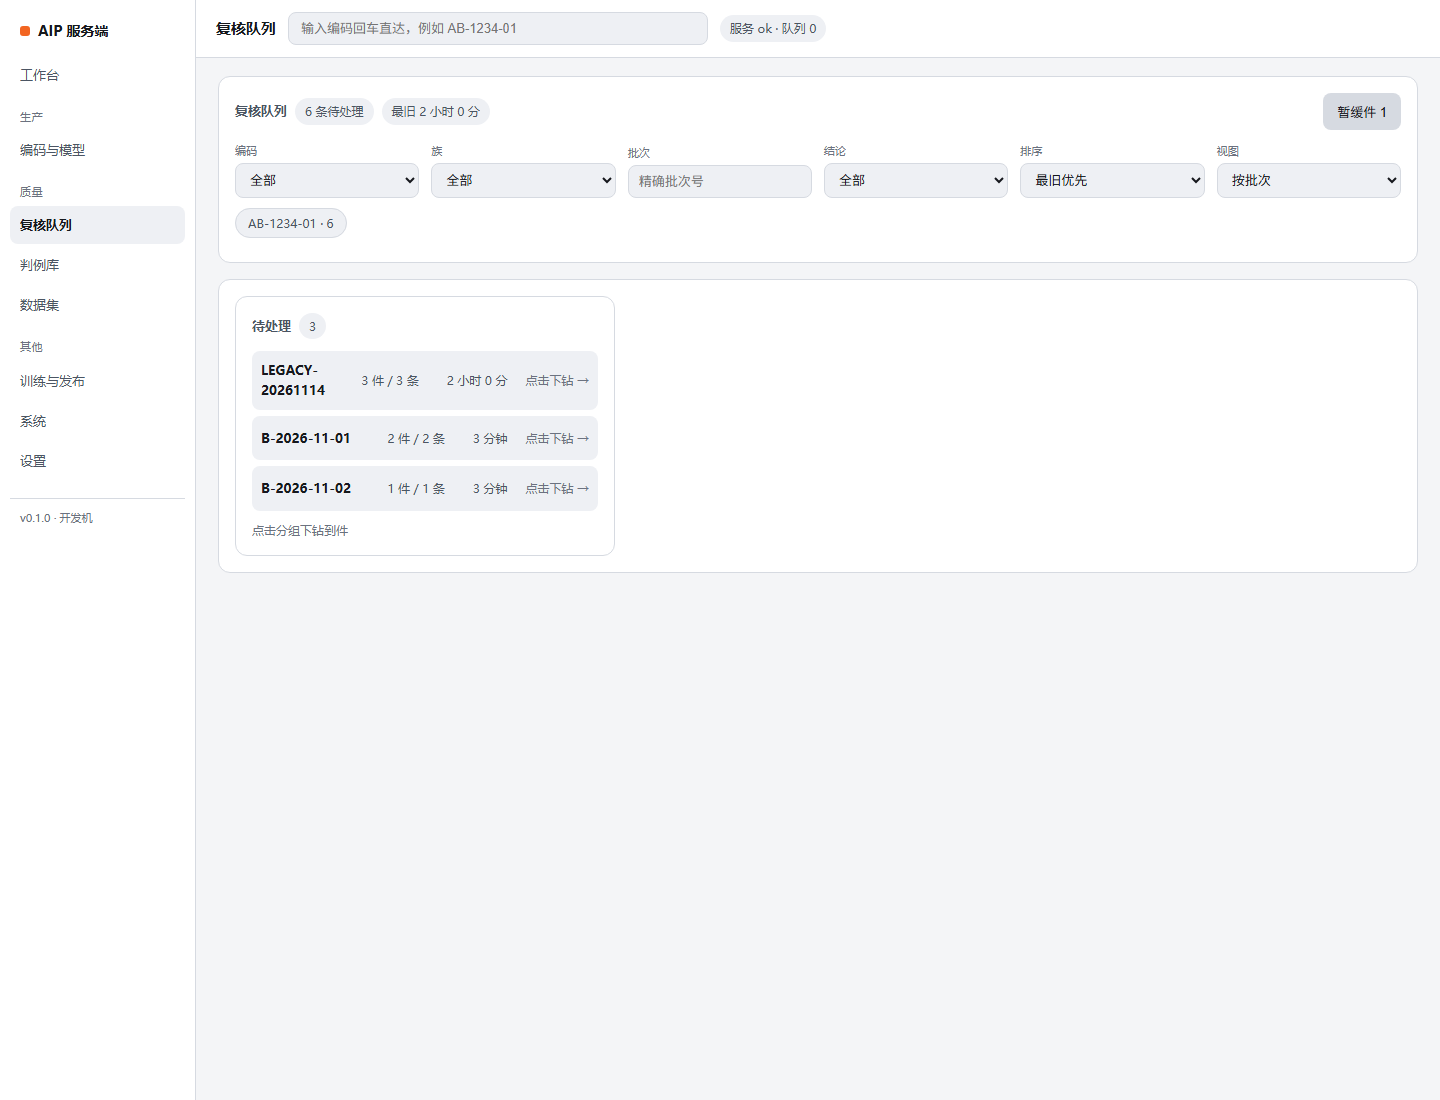 AIP 服务端
工作台
生产
编码与模型
质量
复核队列
判例库
数据集
其他
训练与发布
系统
设置
v0.1.0 · 开发机
复核队列
输入编码回车直达，例如 AB-1234-01
服务 ok · 队列 0
复核队列 6 条待处理 最旧 2 小时 0 分
暂缓件 1
编码 族 批次 结论 排序 视图
全部 全部 精确批次号 全部 最旧优先 按批次
AB-1234-01 · 6
待处理 3
LEGACY-
20261114
3 件 / 3 条 2 小时 0 分 点击下钻 →
B-2026-11-01 2 件 / 2 条 3 分钟 点击下钻 →
B-2026-11-02 1 件 / 1 条 3 分钟 点击下钻 →
点击分组下钻到件